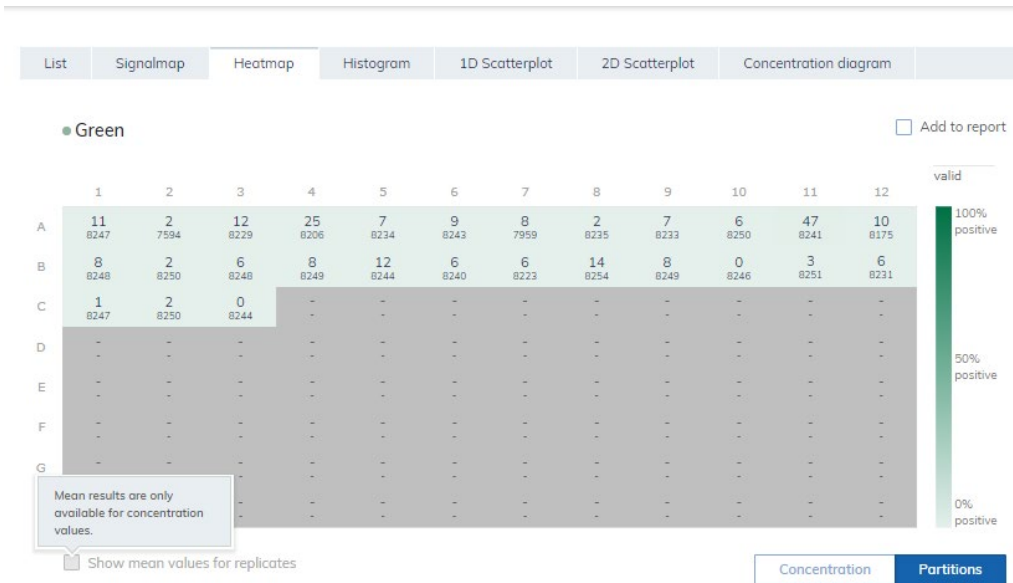 List Signalmap Heatmap Histogram 1D Scatterplot 2D Scatterplot Concentration diagram
Green
Add to report
valid
1 2 3 4 5 6 7 8 9 10 11 12
100%
positive
A 11 2 12 25 7 9 8 2 7 6 47 10
8247 7594 8229 8206 8234 8243 7959 8235 8233 8250 8241 8175
B 8 2 6 8 12 6 6 14 8 0 3 6
8248 8250 8248 8249 8244 8240 8223 8254 8249 8246 8251 8231
C 1 2 0 - - - - - - - - -
8247 8250 8244 - - - - - - - - -
D - - - - - - - - - - - -
- - - - - - - - - - - -
50%
positive
E - - - - - - - - - - - -
- - - - - - - - - - - -
F - - - - - - - - - - - -
- - - - - - - - - - - -
G - - - - - - - - - - - -
- - - - - - - - - -
Mean results are only
available for concentration
values.
- - - - - - - - - -
- - - - - - - - - -
0%
positive
Show mean values for replicates
Concentration Partitions